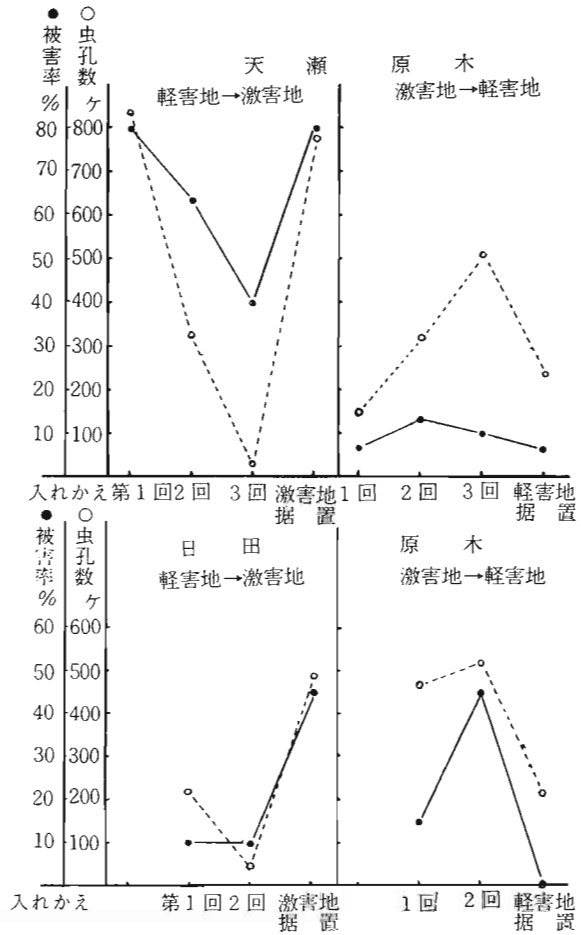 ● ○
被害率 虫孔数
% ヶ
天瀬 原木
軽害地→激害地 激害地→軽害地
80 800
70 700
60 600
50 500
40 400
30 300
20 200
10 100
入れかえ 第1回 2回 3回 激害地据置 1回 2回 3回 軽害地据置
● ○
被害率 虫孔数
% ヶ
日田 原木
軽害地→激害地 激害地→軽害地
60 600
50 500
40 400
30 300
20 200
10 100
入れかえ 第1回 2回 激害地据置 1回 2回 軽害地据置